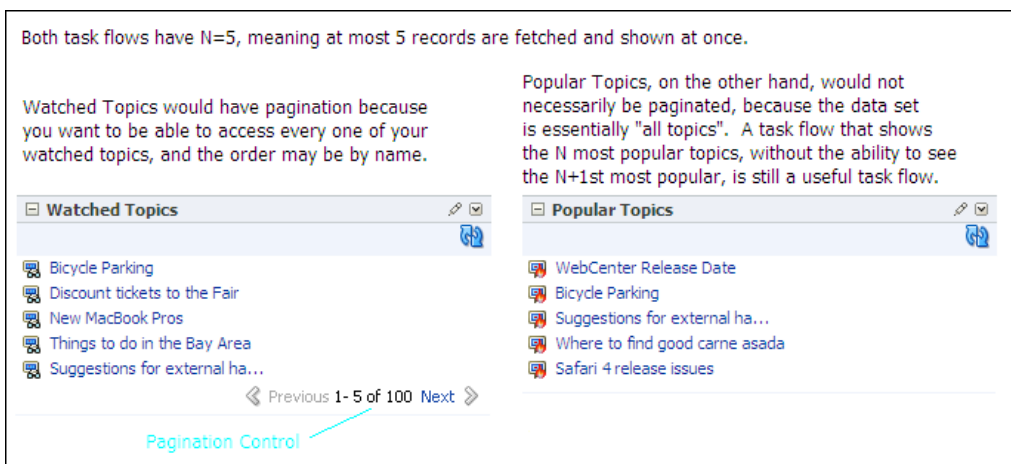 Both task flows have N=5, meaning at most 5 records are fetched and shown at once.
Watched Topics would have pagination because
you want to be able to access every one of your
watched topics, and the order may be by name.
Watched Topics
Bicycle Parking
Discount tickets to the Fair
New MacBook Pros
Things to do in the Bay Area
Suggestions for external ha...
Previous 1- 5 of 100 Next
Pagination Control
Popular Topics, on the other hand, would not
necessarily be paginated, because the data set
is essentially "all topics".  A task flow that shows
the N most popular topics, without the ability to see
the N+1st most popular, is still a useful task flow.
Popular Topics
WebCenter Release Date
Bicycle Parking
Suggestions for external ha...
Where to find good carne asada
Safari 4 release issues